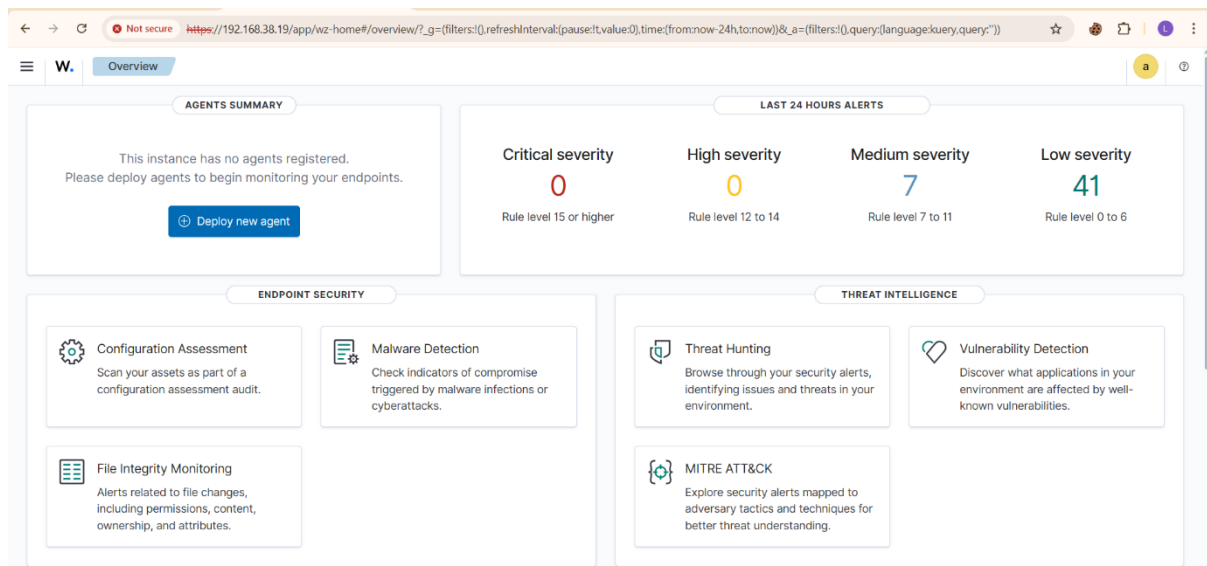 Not secure https://192.168.38.19/app/wz-home#/overview/?_g=(filters:!(),refreshInterval:(pause:!t,value:0),time:(from:now-24h,to:now))&_a=(filters:!(),query:(language:kuery,query:''))
L
W. Overview
a
AGENTS SUMMARY
This instance has no agents registered.
Please deploy agents to begin monitoring your endpoints.
Deploy new agent
LAST 24 HOURS ALERTS
Critical severity
0
Rule level 15 or higher
High severity
0
Rule level 12 to 14
Medium severity
7
Rule level 7 to 11
Low severity
41
Rule level 0 to 6
ENDPOINT SECURITY
Configuration Assessment
Scan your assets as part of a
configuration assessment audit.
Malware Detection
Check indicators of compromise
triggered by malware infections or
cyberattacks.
File Integrity Monitoring
Alerts related to file changes,
including permissions, content,
ownership, and attributes.
THREAT INTELLIGENCE
Threat Hunting
Browse through your security alerts,
identifying issues and threats in your
environment.
Vulnerability Detection
Discover what applications in your
environment are affected by well-
known vulnerabilities.
MITRE ATT&CK
Explore security alerts mapped to
adversary tactics and techniques for
better threat understanding.